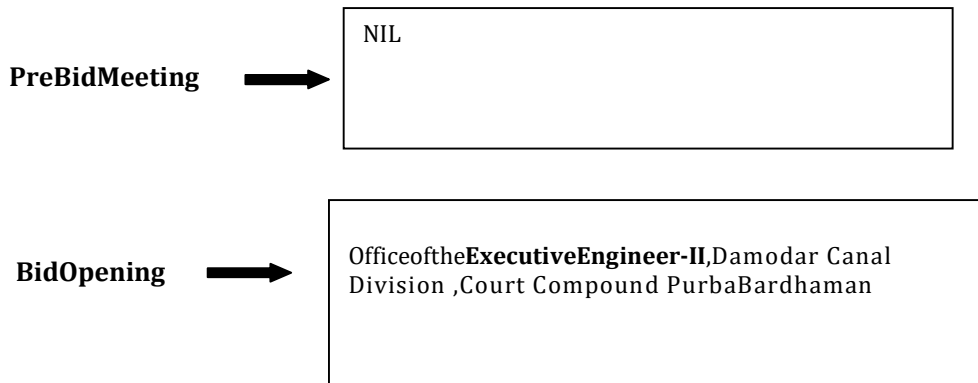 NIL
PreBidMeeting
OfficeoftheExecutiveEngineer-II,Damodar Canal
Division ,Court Compound PurbaBardhaman
BidOpening